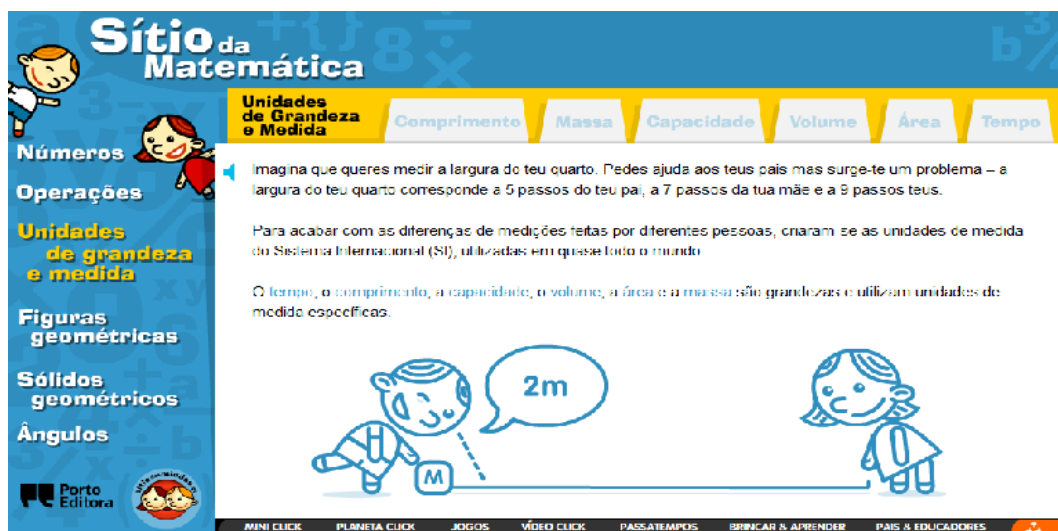 Sítio da
Matemática
Unidades
de Grandeza
e Medida
Comprimento
Massa
Capacidade
Volume
Área
Tempo
Números
Operações
Unidades
de grandeza
e medida
Figuras
geométricas
Sólidos
geométricos
Ângulos
Porto
Editora
Imagina que queres medir a largura do teu quarto. Pedes ajuda aos teus pais mas surge-te um problema – a
largura do teu quarto corresponde a 5 passos do teu pai, a 7 passos da tua mãe e a 9 passos teus.
Para acabar com as diferenças de medições feitas por diferentes pessoas, criaram-se as unidades de medida
do Sistema Internacional (SI), utilizadas em quase todo o mundo
O tempo, o comprimento, a capacidade, o volume, a área e a massa são grandezas e utilizam unidades de
medida específicas.
2m
M
MINI CLICK
PLANETA CLICK
JOGOS
VÍDEO CLICK
PASSATEMPOS
BRINCAR & APRENDER
PAIS & EDUCADORES